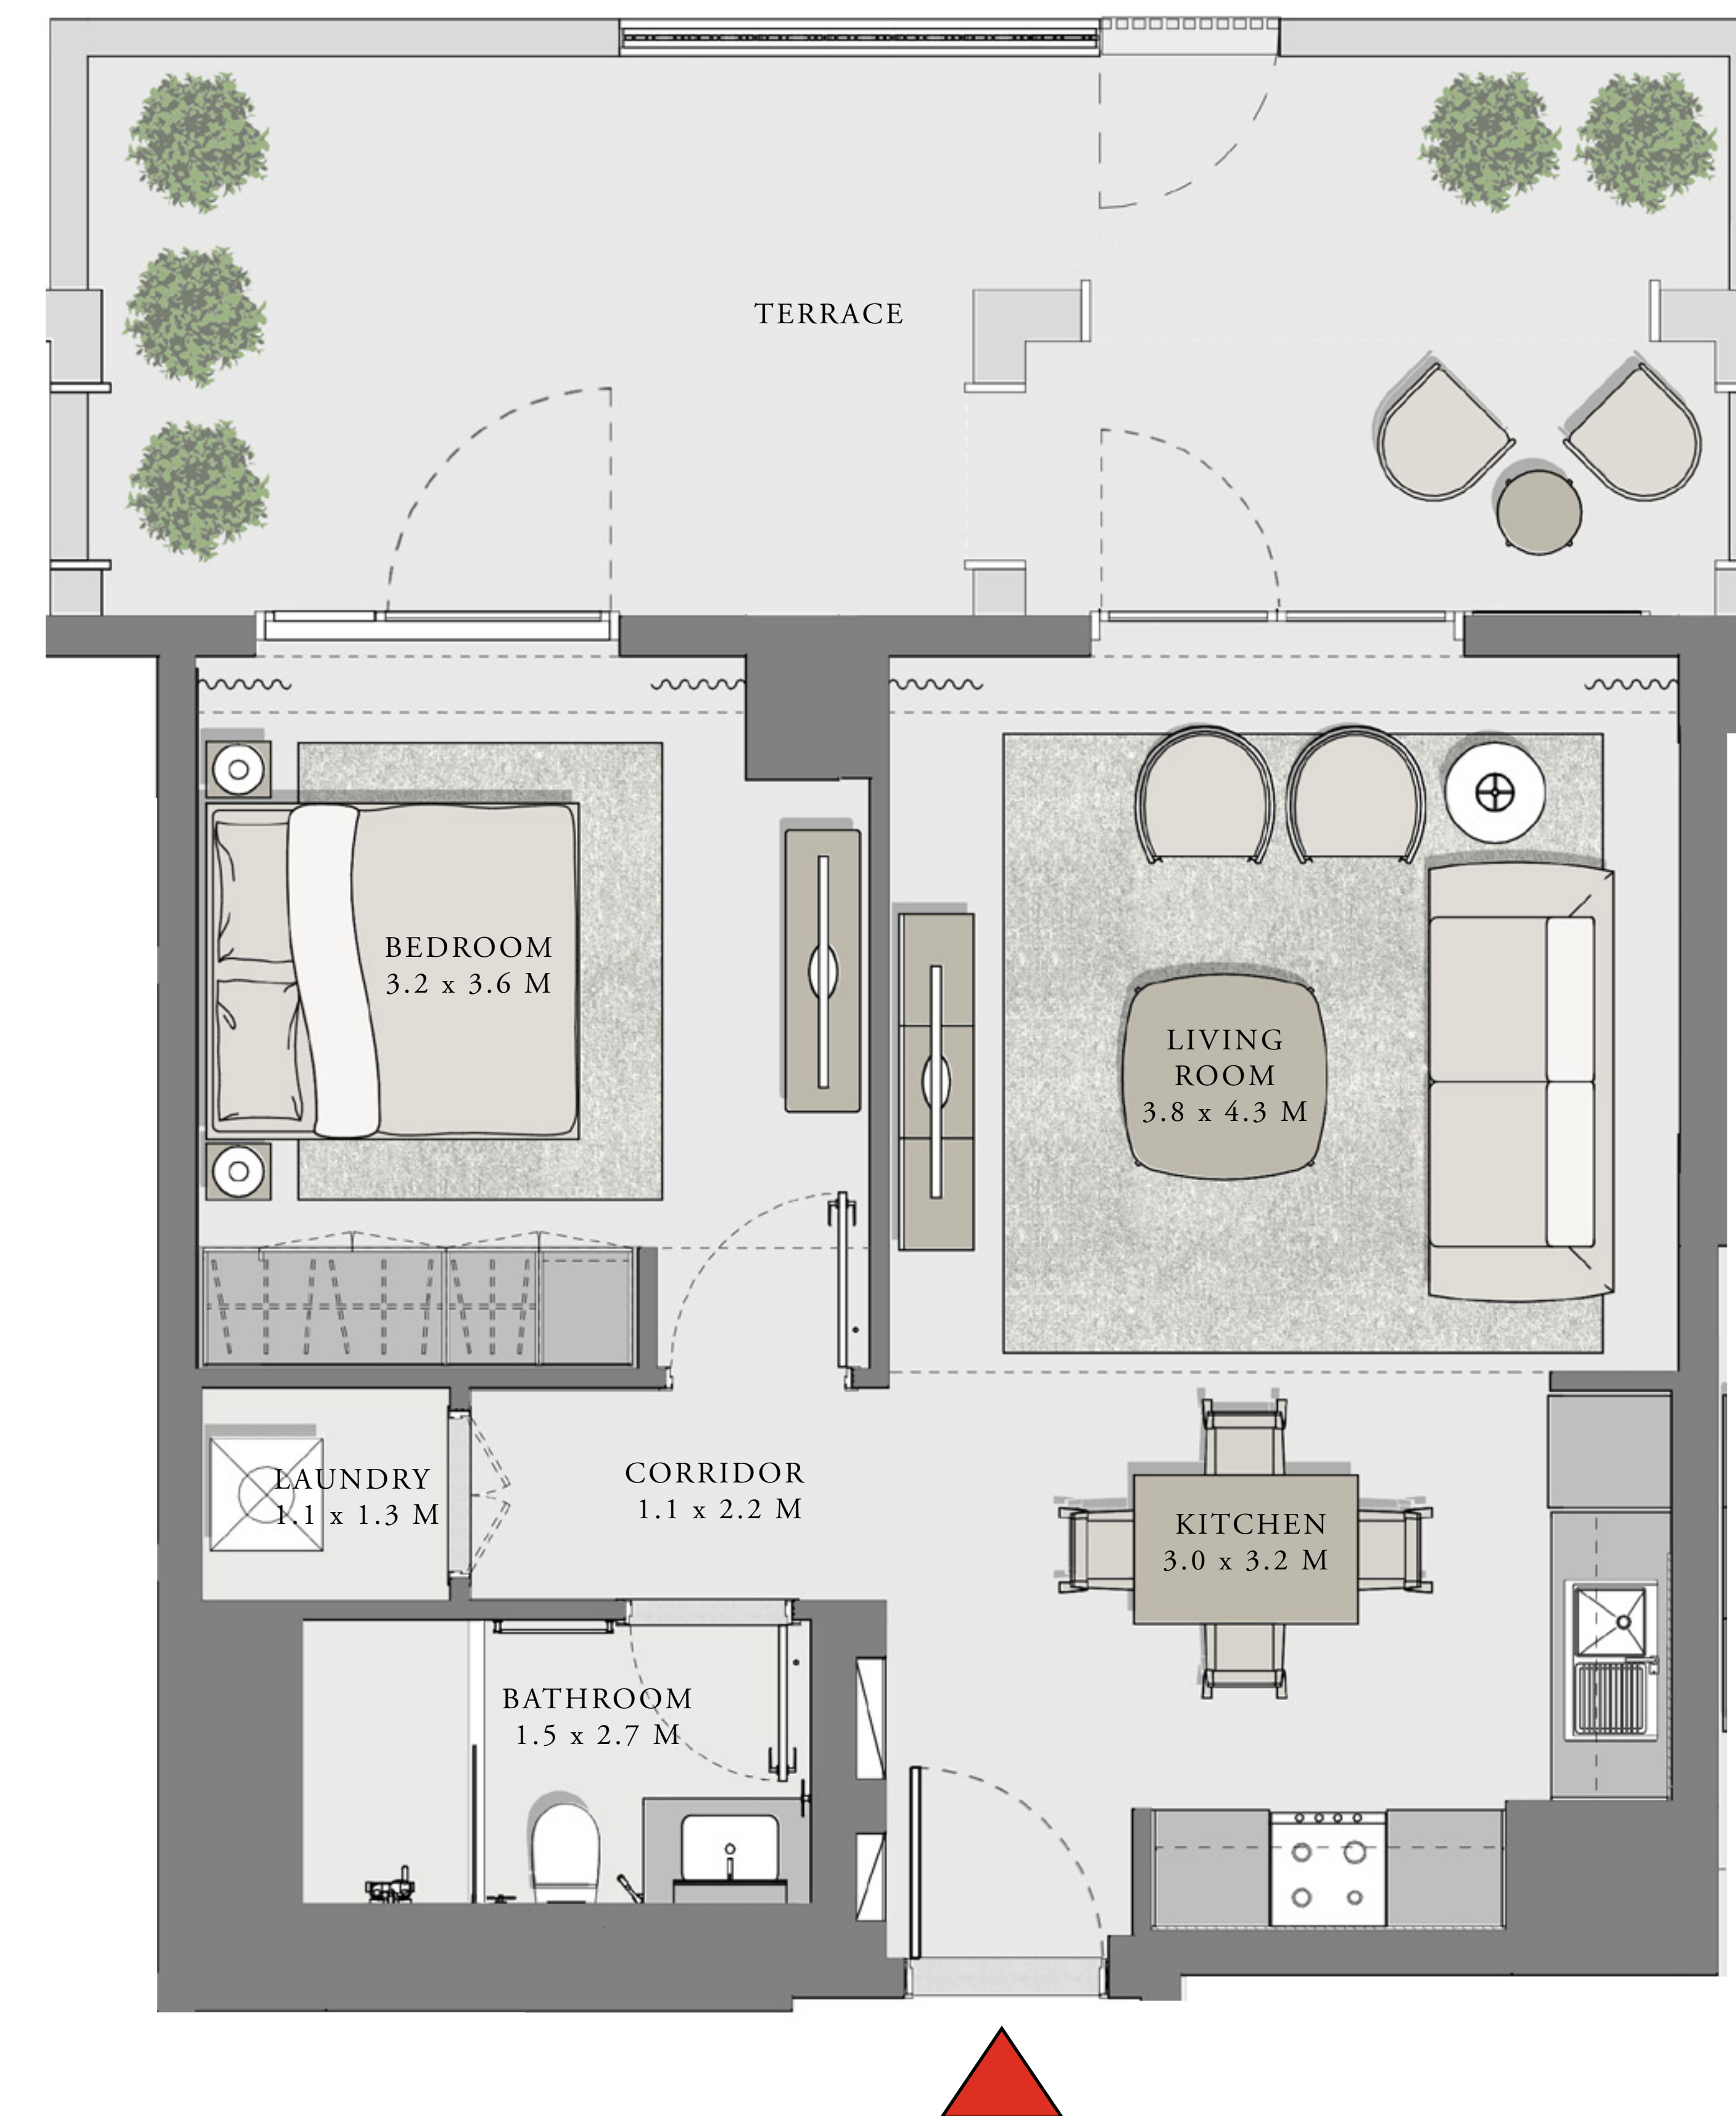 TERRACE
BEDROOM
3.2 x 3.6 M
LIVING
ROOM
3.8 x 4.3 M
LAUNDRY
1.1 x 1.3 M
CORRIDOR
1.1 x 2.2 M
KITCHEN
3.0 x 3.2 M
BATHROOM
1.5 x 2.7 M